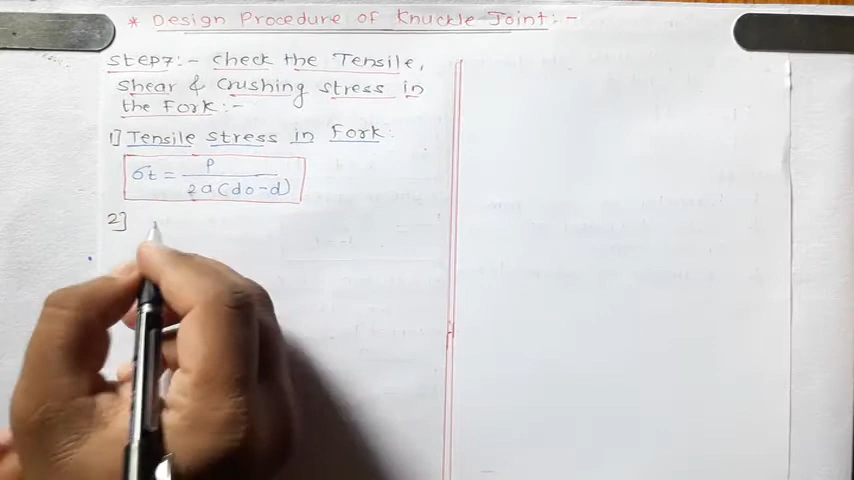 * Design Procedure of Knuckle Joint:-
STEP7:- Check the Tensile,
shear & Crushing stress in
the Fork:-
1] Tensile stress in Fork:
σt = P / 2a(do-d)
2]